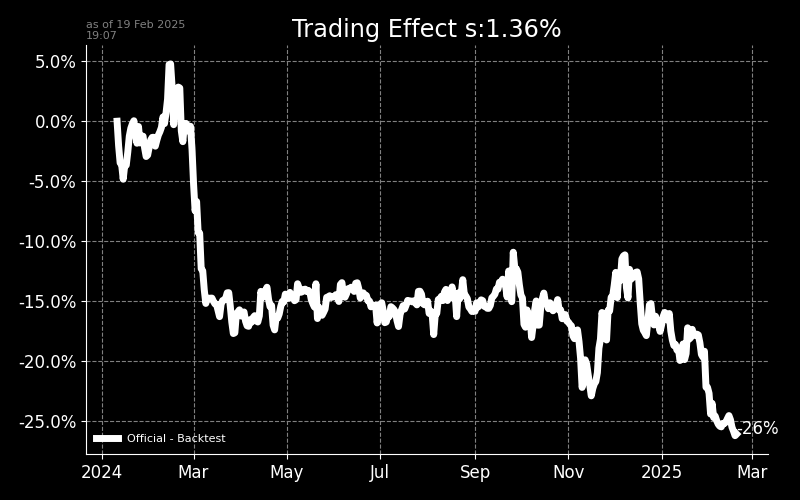 as of 19 Feb 2025
19:07
Trading Effect s:1.36%
5.0%
0.0%
-5.0%
-10.0%
-15.0%
-20.0%
-25.0%
-26%
Official - Backtest
2024 Mar May Jul Sep Nov 2025 Mar